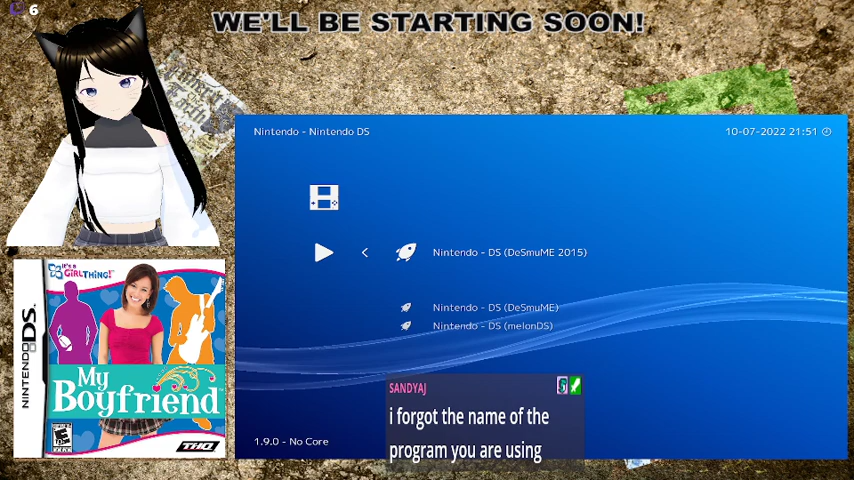 6
WE'LL BE STARTING SOON!
Nintendo - Nintendo DS
10-07-2022 21:51
Nintendo - DS (DeSmuME 2015)
Nintendo - DS (DeSmuME)
Nintendo - DS (melonDS)
1.9.0 - No Core
SANDYAJ
i forgot the name of the
program you are using
NINTENDO DS
IT'S A GIRL THING!™
My
Boyfriend
E
THQ